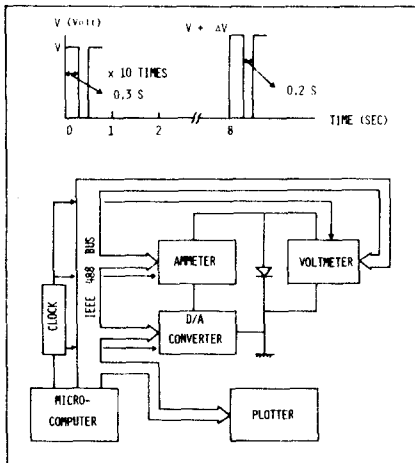 V (Volt)
V + ΔV
V
x 10 TIMES
0.3 S
0.2 S
TIME (SEC)
0 1 2 8
IEEE 488 BUS
AMMETER
VOLTMETER
CLOCK
D/A
CONVERTER
MICRO-
COMPUTER
PLOTTER